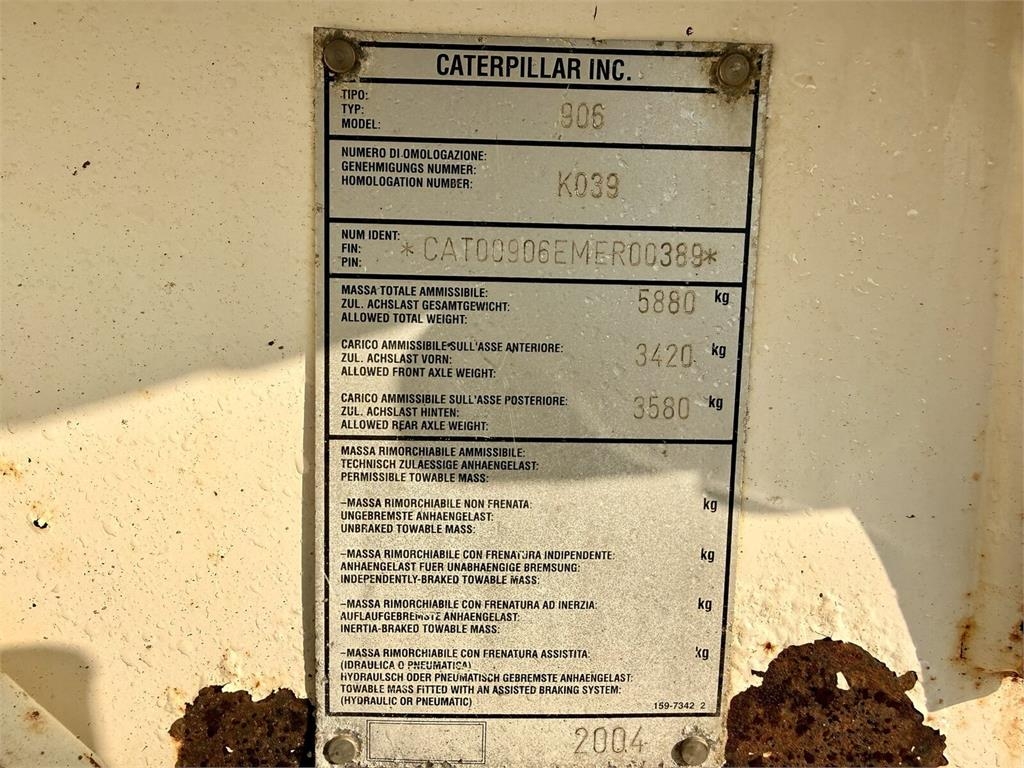 CATERPILLAR INC.
TIPO:
TYP: 906
MODEL:
NUMERO DI OMOLOGAZIONE:
GENEHMIGUNGS NUMMER:
HOMOLOGATION NUMBER: K039
NUM IDENT:
FIN: *CAT00906EMER00389*
PIN:
MASSA TOTALE AMMISSIBILE: 5880 kg
ZUL. ACHSLAST GESAMTGEWICHT:
ALLOWED TOTAL WEIGHT:
CARICO AMMISSIBILE SULL'ASSE ANTERIORE: 3420 kg
ZUL. ACHSLAST VORN:
ALLOWED FRONT AXLE WEIGHT:
CARICO AMMISSIBILE SULL'ASSE POSTERIORE: 3580 kg
ZUL. ACHSLAST HINTEN:
ALLOWED REAR AXLE WEIGHT:
MASSA RIMORCHIABILE AMMISSIBILE:
TECHNISCH ZULAESSIGE ANHAENGELAST:
PERMISSIBLE TOWABLE MASS:
-MASSA RIMORCHIABILE NON FRENATA: kg
UNGEBREMSTE ANHAENGELAST:
UNBRAKED TOWABLE MASS:
-MASSA RIMORCHIABILE CON FRENATURA INDIPENDENTE: kg
ANHAENGELAST FUER UNABHAENGIGE BREMSUNG:
INDEPENDENTLY-BRAKED TOWABLE MASS:
-MASSA RIMORCHIABILE CON FRENATURA AD INERZIA: kg
AUFLAUFGEBREMSTE ANHAENGELAST:
INERTIA-BRAKED TOWABLE MASS:
-MASSA RIMORCHIABILE CON FRENATURA ASSISTITA: kg
(IDRAULICA O PNEUMATICA)
HYDRAULSCH ODER PNEUMATISCH GEBREMSTE ANHAENGELAST:
TOWABLE MASS FITTED WITH AN ASSISTED BRAKING SYSTEM:
(HYDRAULIC OR PNEUMATIC) 159-7342 2
2004